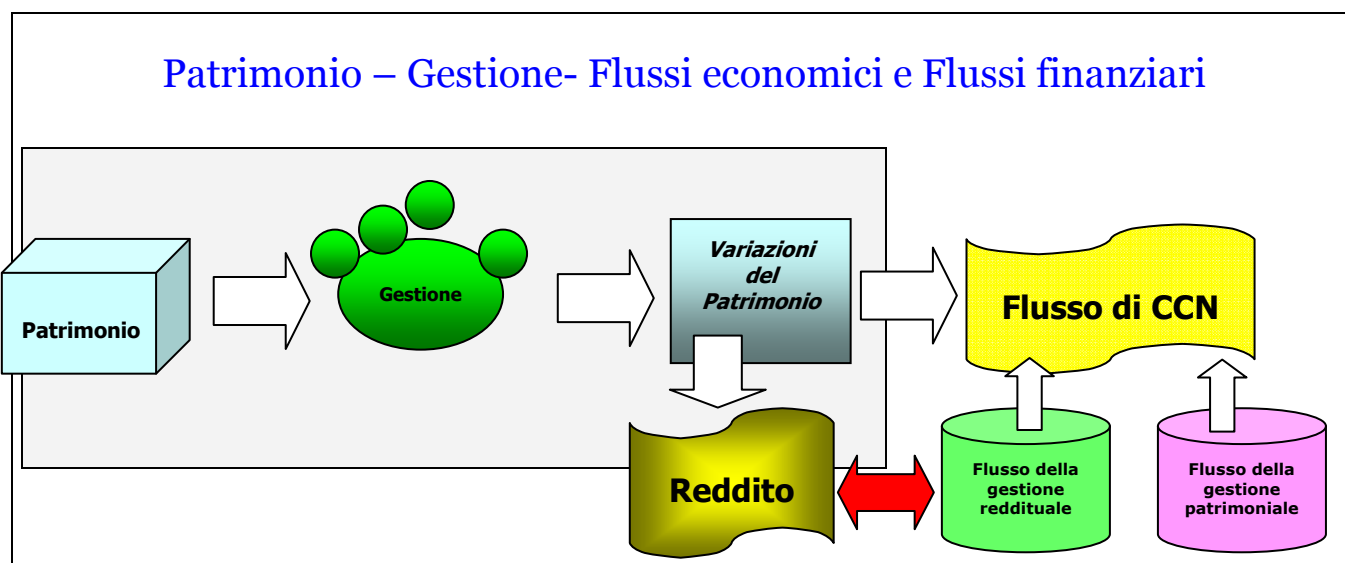 Patrimonio – Gestione- Flussi economici e Flussi finanziari
Patrimonio
Gestione
Variazioni
del
Patrimonio
Flusso di CCN
Reddito
Flusso della
gestione
reddituale
Flusso della
gestione
patrimoniale